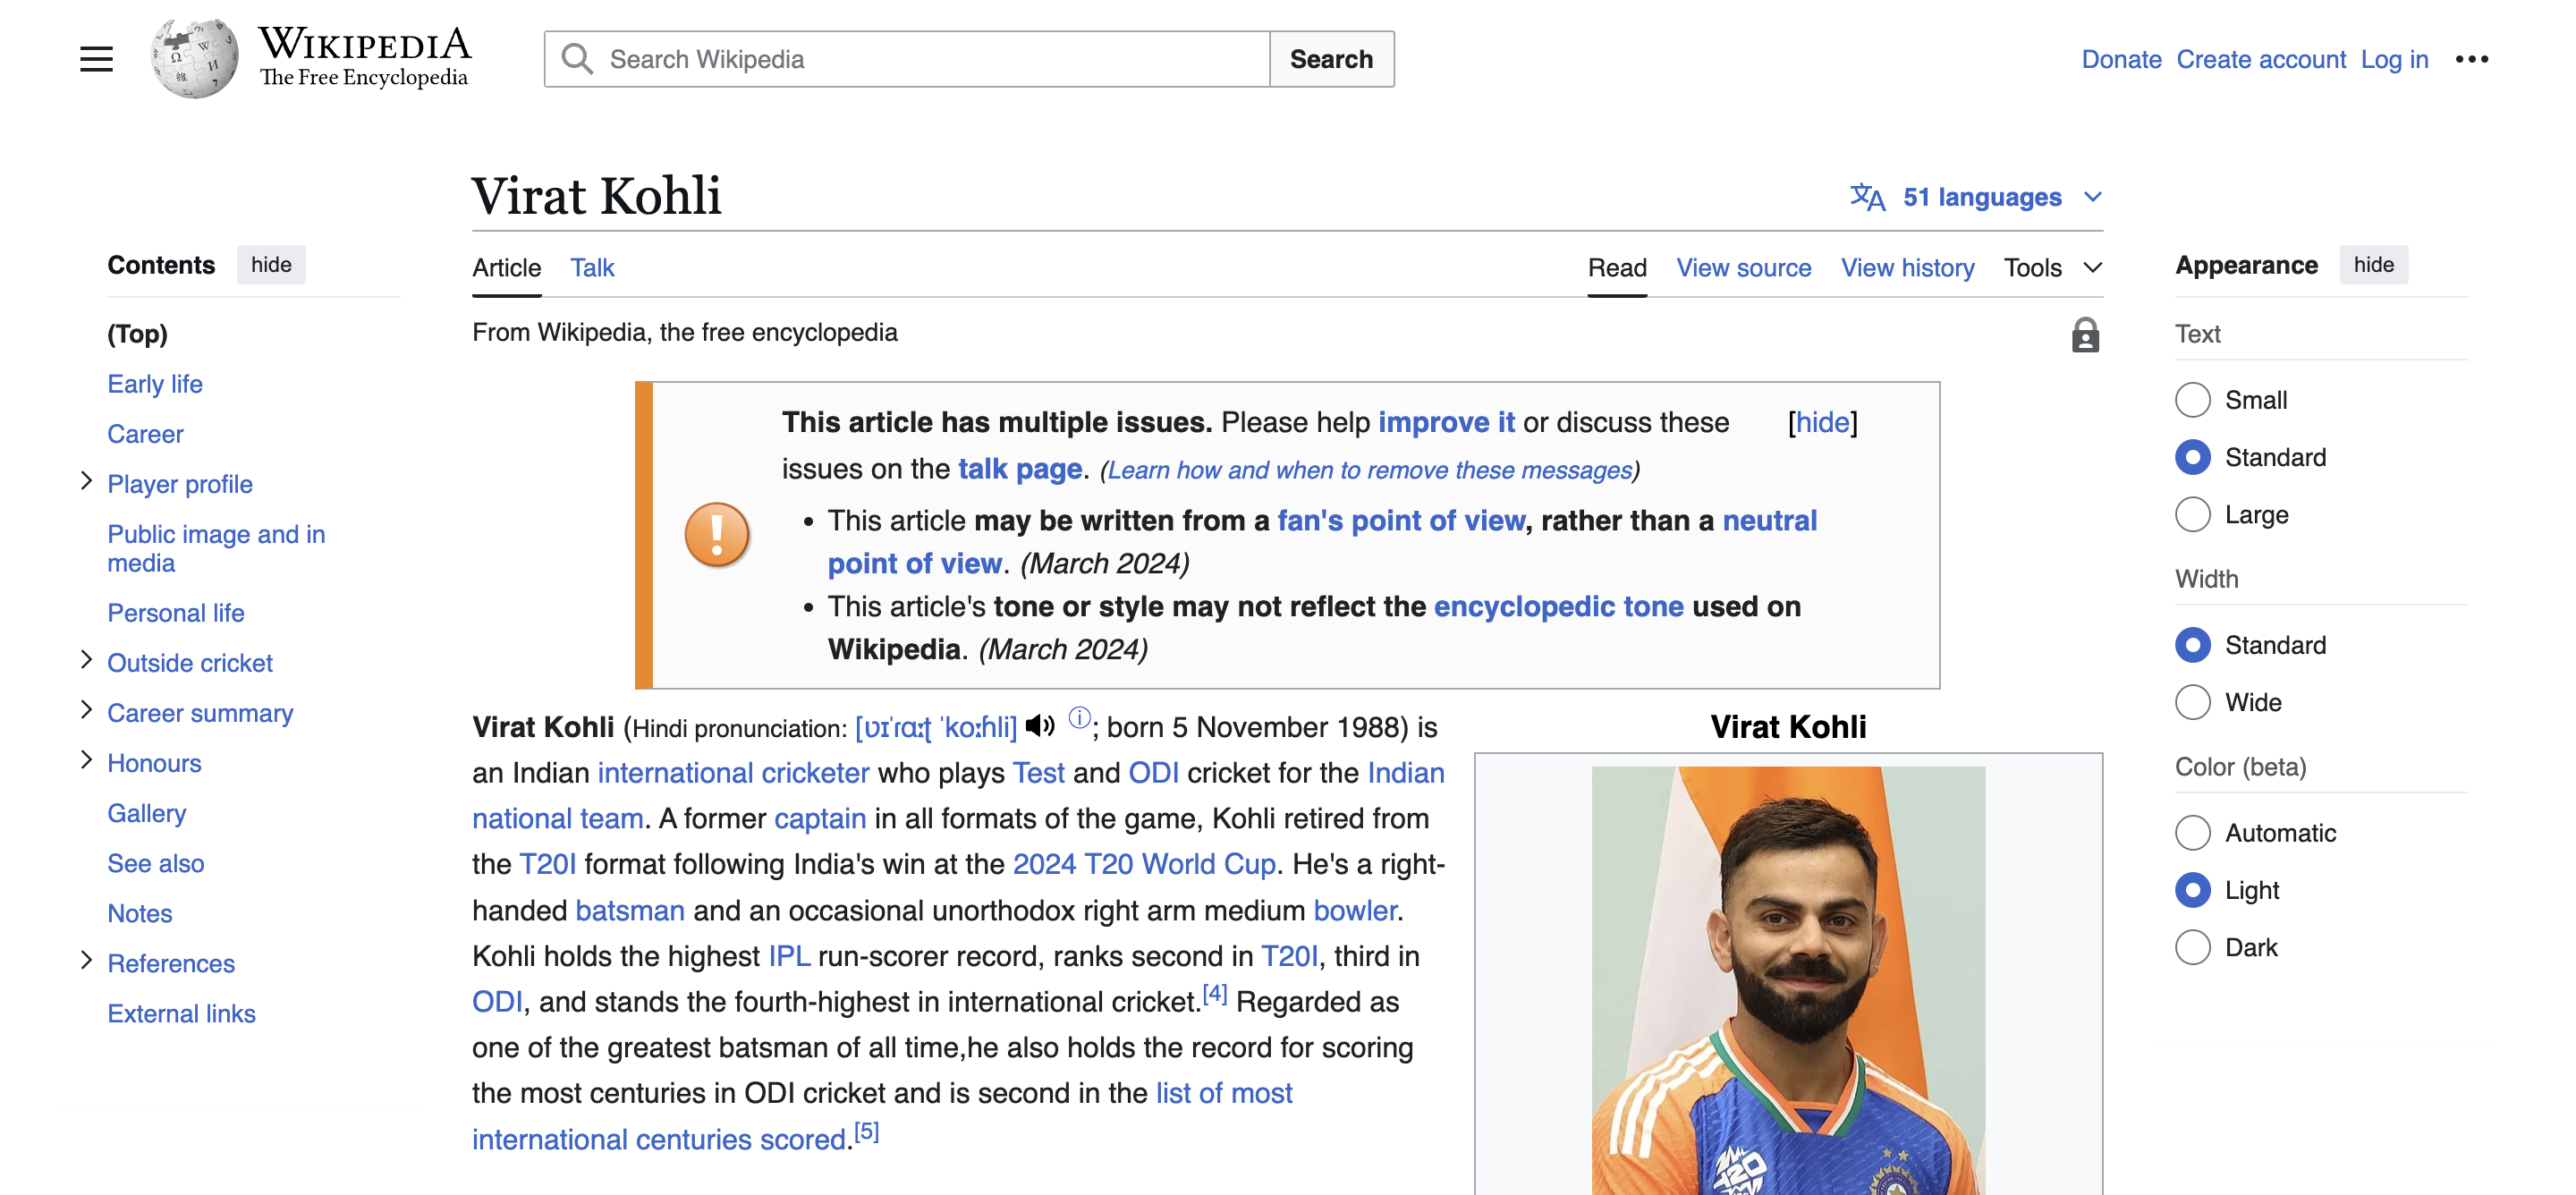 WIKIPEDIA
The Free Encyclopedia
Search Wikipedia
Search
Donate Create account Log in
Virat Kohli
51 languages
Contents hide
(Top)
Early life
Career
Player profile
Public image and in
media
Personal life
Outside cricket
Career summary
Honours
Gallery
See also
Notes
References
External links
Article Talk
Read View source View history Tools
From Wikipedia, the free encyclopedia
This article has multiple issues. Please help improve it or discuss these [hide]
issues on the talk page. (Learn how and when to remove these messages)
• This article may be written from a fan's point of view, rather than a neutral
point of view. (March 2024)
• This article's tone or style may not reflect the encyclopedic tone used on
Wikipedia. (March 2024)
Virat Kohli (Hindi pronunciation: [ʋɪˈɾɑːʈ ˈkoːɦli] ⓘ; born 5 November 1988) is
an Indian international cricketer who plays Test and ODI cricket for the Indian
national team. A former captain in all formats of the game, Kohli retired from
the T20I format following India's win at the 2024 T20 World Cup. He's a right-
handed batsman and an occasional unorthodox right arm medium bowler.
Kohli holds the highest IPL run-scorer record, ranks second in T20I, third in
ODI, and stands the fourth-highest in international cricket.[4] Regarded as
one of the greatest batsman of all time,he also holds the record for scoring
the most centuries in ODI cricket and is second in the list of most
international centuries scored.[5]
Virat Kohli
Appearance hide
Text
Small
Standard
Large
Width
Standard
Wide
Color (beta)
Automatic
Light
Dark